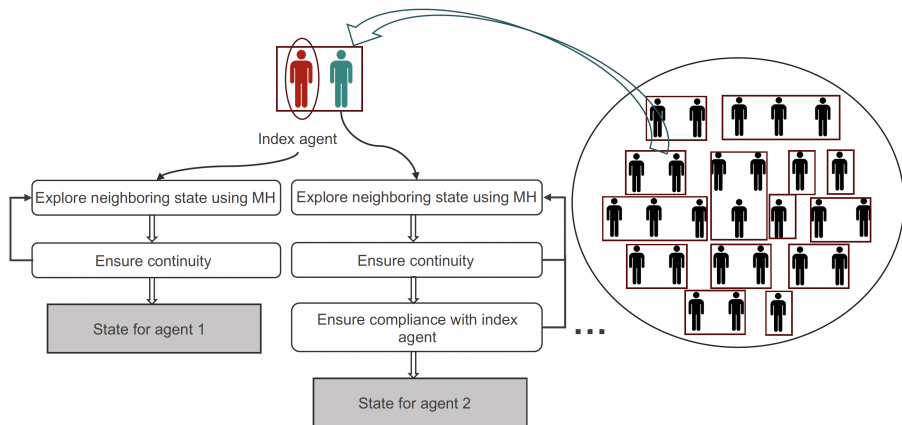 Index agent
Explore neighboring state using MH
Ensure continuity
State for agent 1
Explore neighboring state using MH
Ensure continuity
Ensure compliance with index
agent
State for agent 2
...